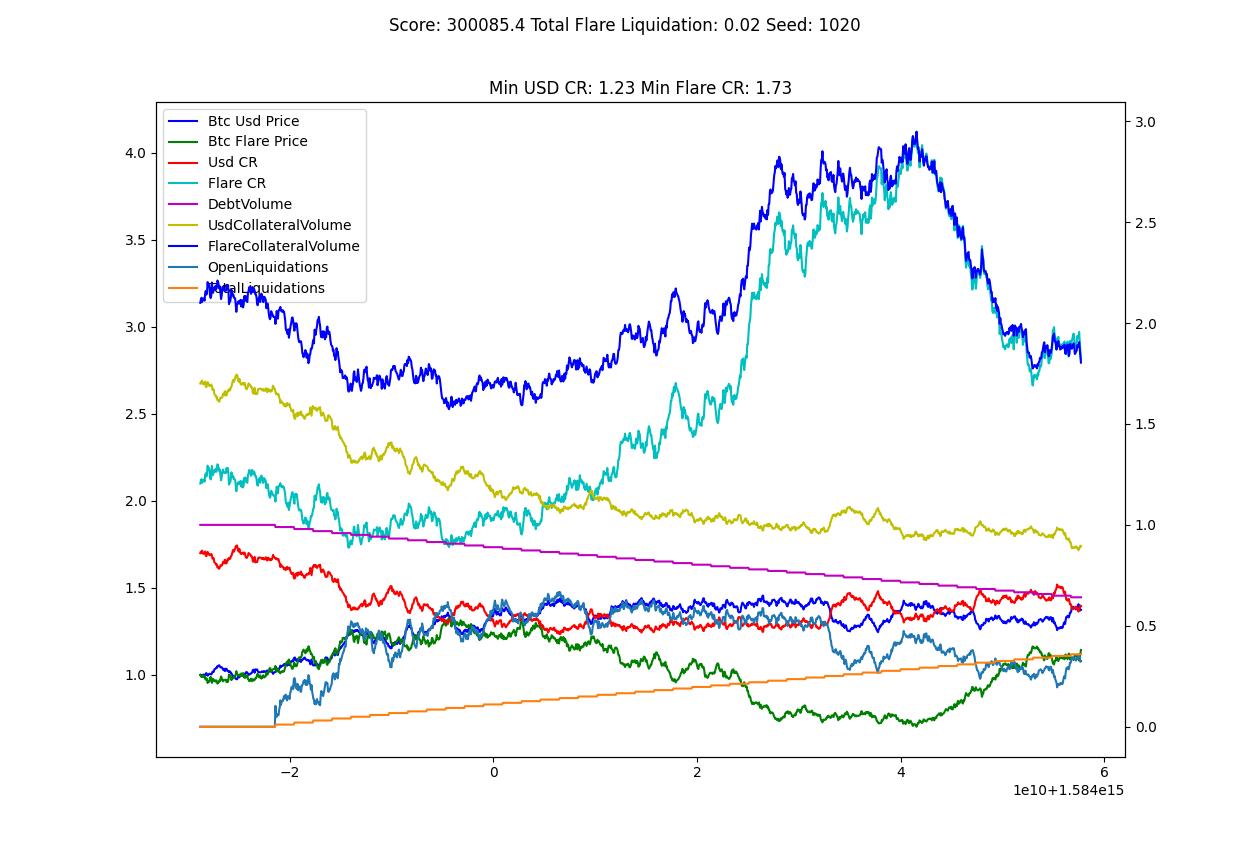 Score: 300085.4 Total Flare Liquidation: 0.02 Seed: 1020
Min USD CR: 1.23 Min Flare CR: 1.73
Btc Usd Price
Btc Flare Price
Usd CR
Flare CR
DebtVolume
UsdCollateralVolume
FlareCollateralVolume
OpenLiquidations
TotalLiquidations
4.0
3.5
3.0
2.5
2.0
1.5
1.0
3.0
2.5
2.0
1.5
1.0
0.5
0.0
−2
0
2
4
6
1e10+1.584e15